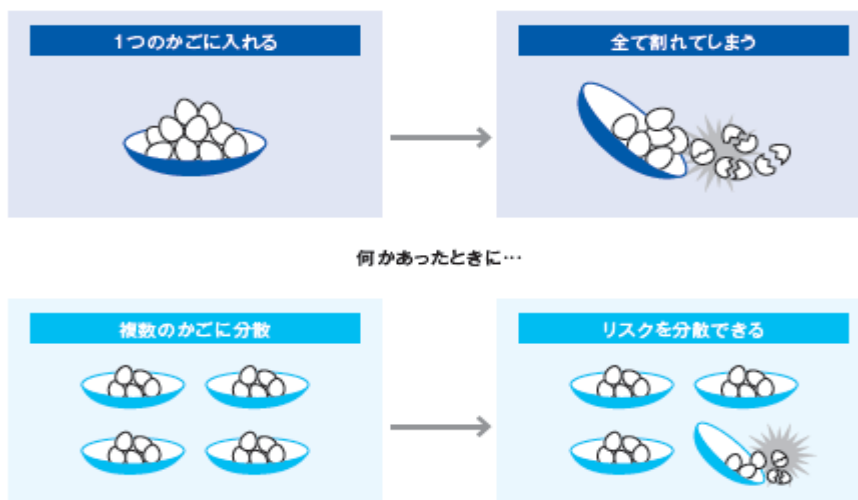 1つのかごに入れる
全て割れてしまう
何かあったときに…
複数のかごに分散
リスクを分散できる